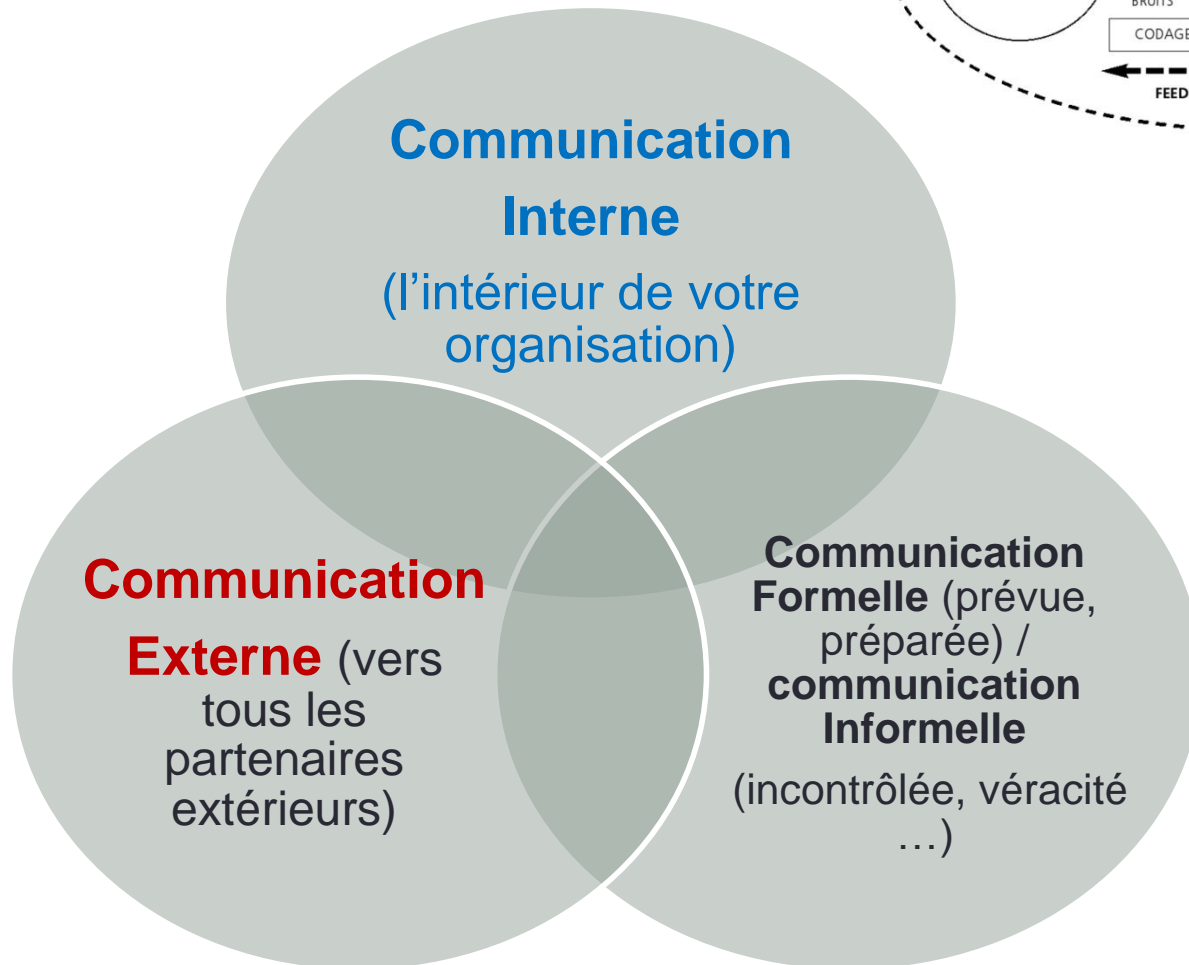 BRUITS
CODAGE
FEED
Communication
Interne
(l’intérieur de votre
organisation)
Communication
Externe (vers
tous les
partenaires
extérieurs)
Communication
Formelle (prévue,
préparée) /
communication
Informelle
(incontrôlée, véracité
…)